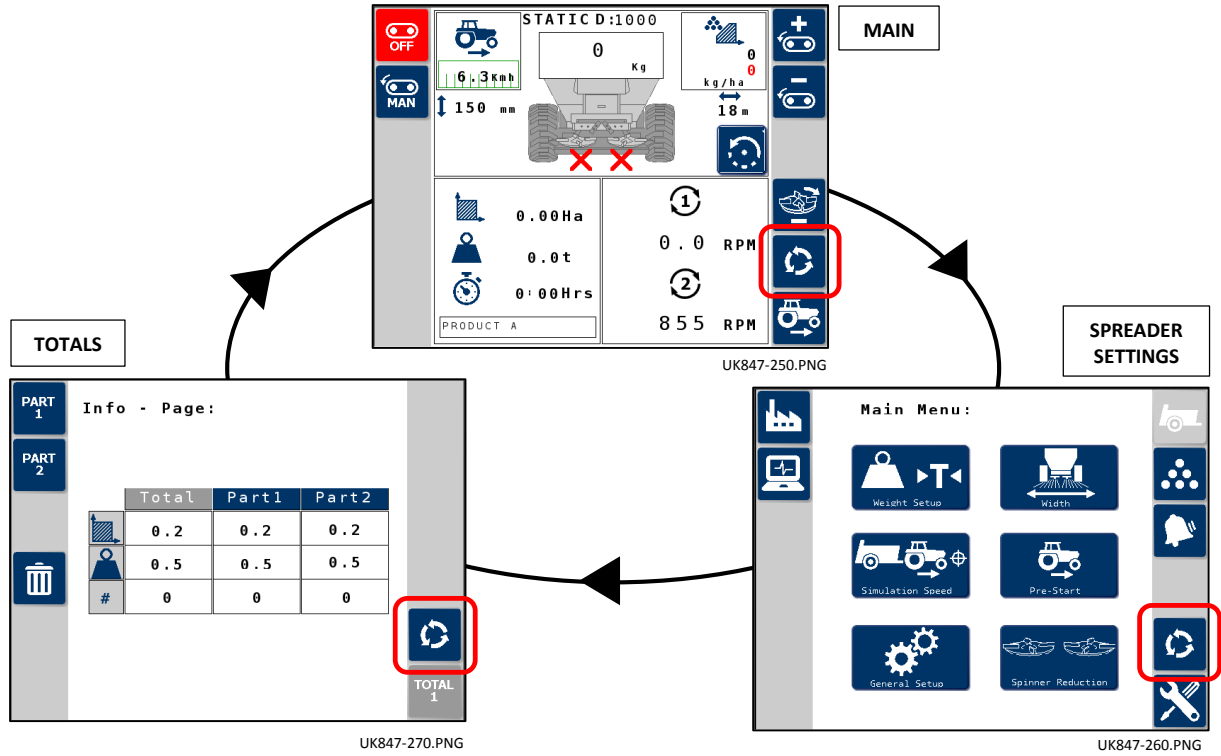 MAIN
OFF
MAN
STATIC D:1000
0
Kg
6.3Kmh
150 mm
0
0
kg/ha
18m
0.00Ha
0.0t
0:00Hrs
PRODUCT A
1
0.0 RPM
2
855 RPM
UK847-250.PNG
TOTALS
SPREADER
SETTINGS
PART
1
PART
2
Info - Page:
Total Part1 Part2
0.2 0.2 0.2
0.5 0.5 0.5
# 0 0 0
TOTAL
1
UK847-270.PNG
Main Menu:
T
Weight Setup
Width
Simulation Speed
Pre-Start
General Setup
Spinner Reduction
UK847-260.PNG